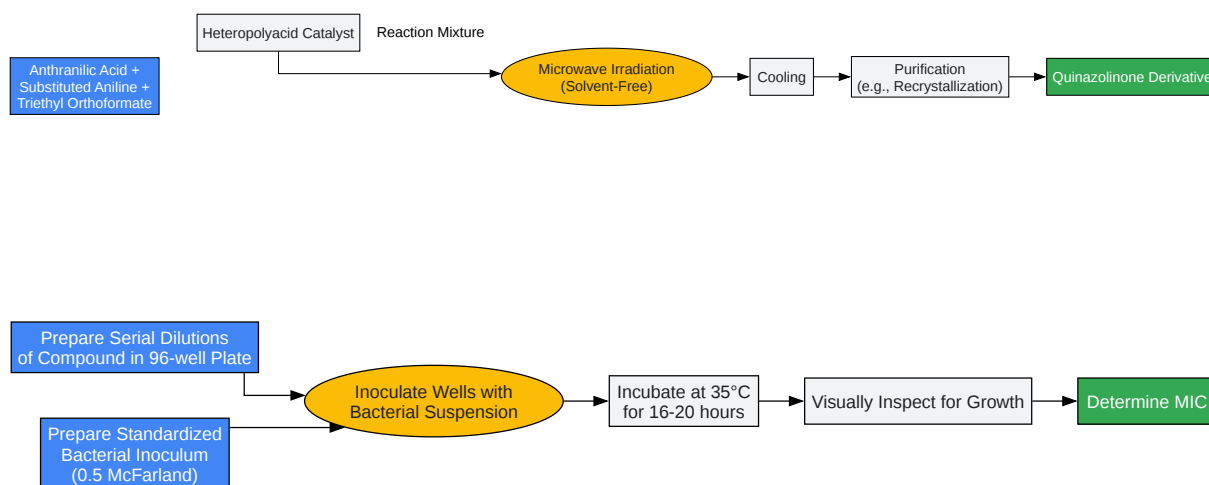 Heteropolyacid Catalyst
Reaction Mixture
Anthranilic Acid +
Substituted Aniline +
Triethyl Orthoformate
Microwave Irradiation
(Solvent-Free)
Cooling
Purification
(e.g., Recrystallization)
Quinazolinone Derivative
Prepare Serial Dilutions
of Compound in 96-well Plate
Prepare Standardized
Bacterial Inoculum
(0.5 McFarland)
Inoculate Wells with
Bacterial Suspension
Incubate at 35°C
for 16-20 hours
Visually Inspect for Growth
Determine MIC